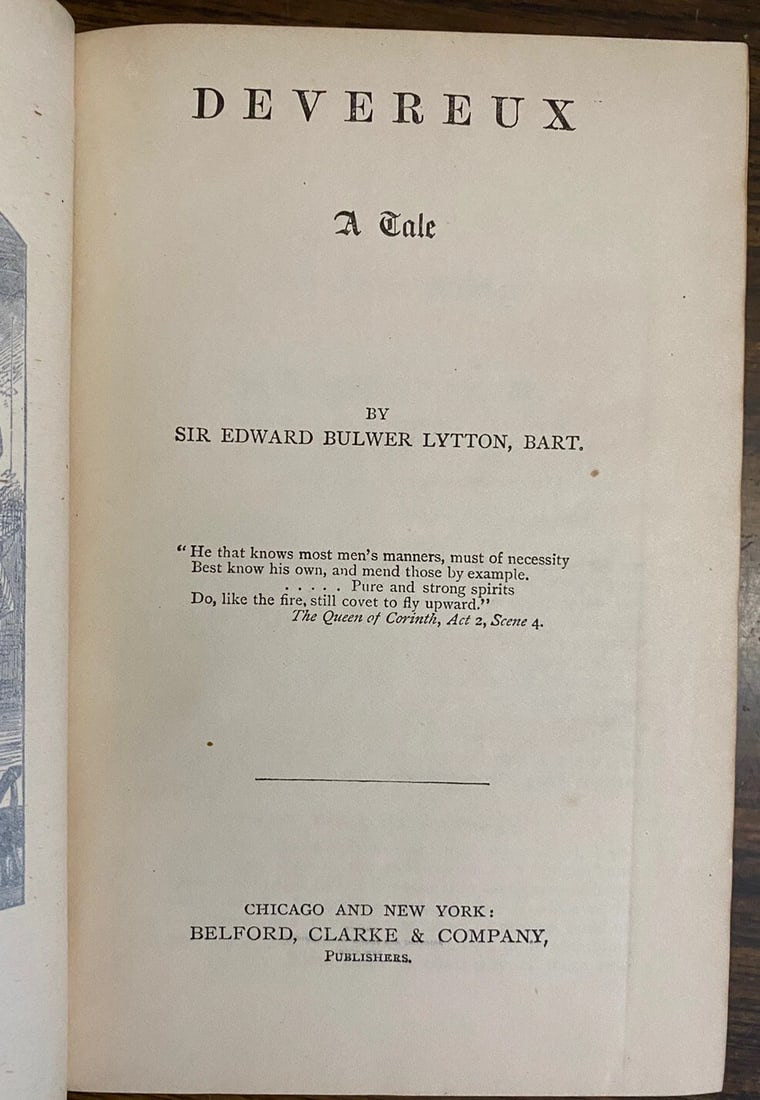 DEVEREUX
A Tale
BY
SIR EDWARD BULWER LYTTON, BART.
“He that knows most men's manners, must of necessity
Best know his own, and mend those by example.
. . . . . Pure and strong spirits
Do, like the fire, still covet to fly upward.”
The Queen of Corinth, Act 2, Scene 4.
CHICAGO AND NEW YORK:
BELFORD, CLARKE & COMPANY,
PUBLISHERS.